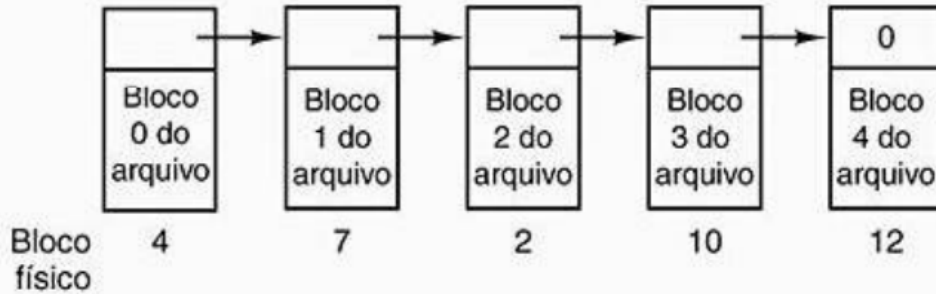 0
Bloco
0 do
arquivo
Bloco
1 do
arquivo
Bloco
2 do
arquivo
Bloco
3 do
arquivo
Bloco
4 do
arquivo
Bloco
físico
4
7
2
10
12